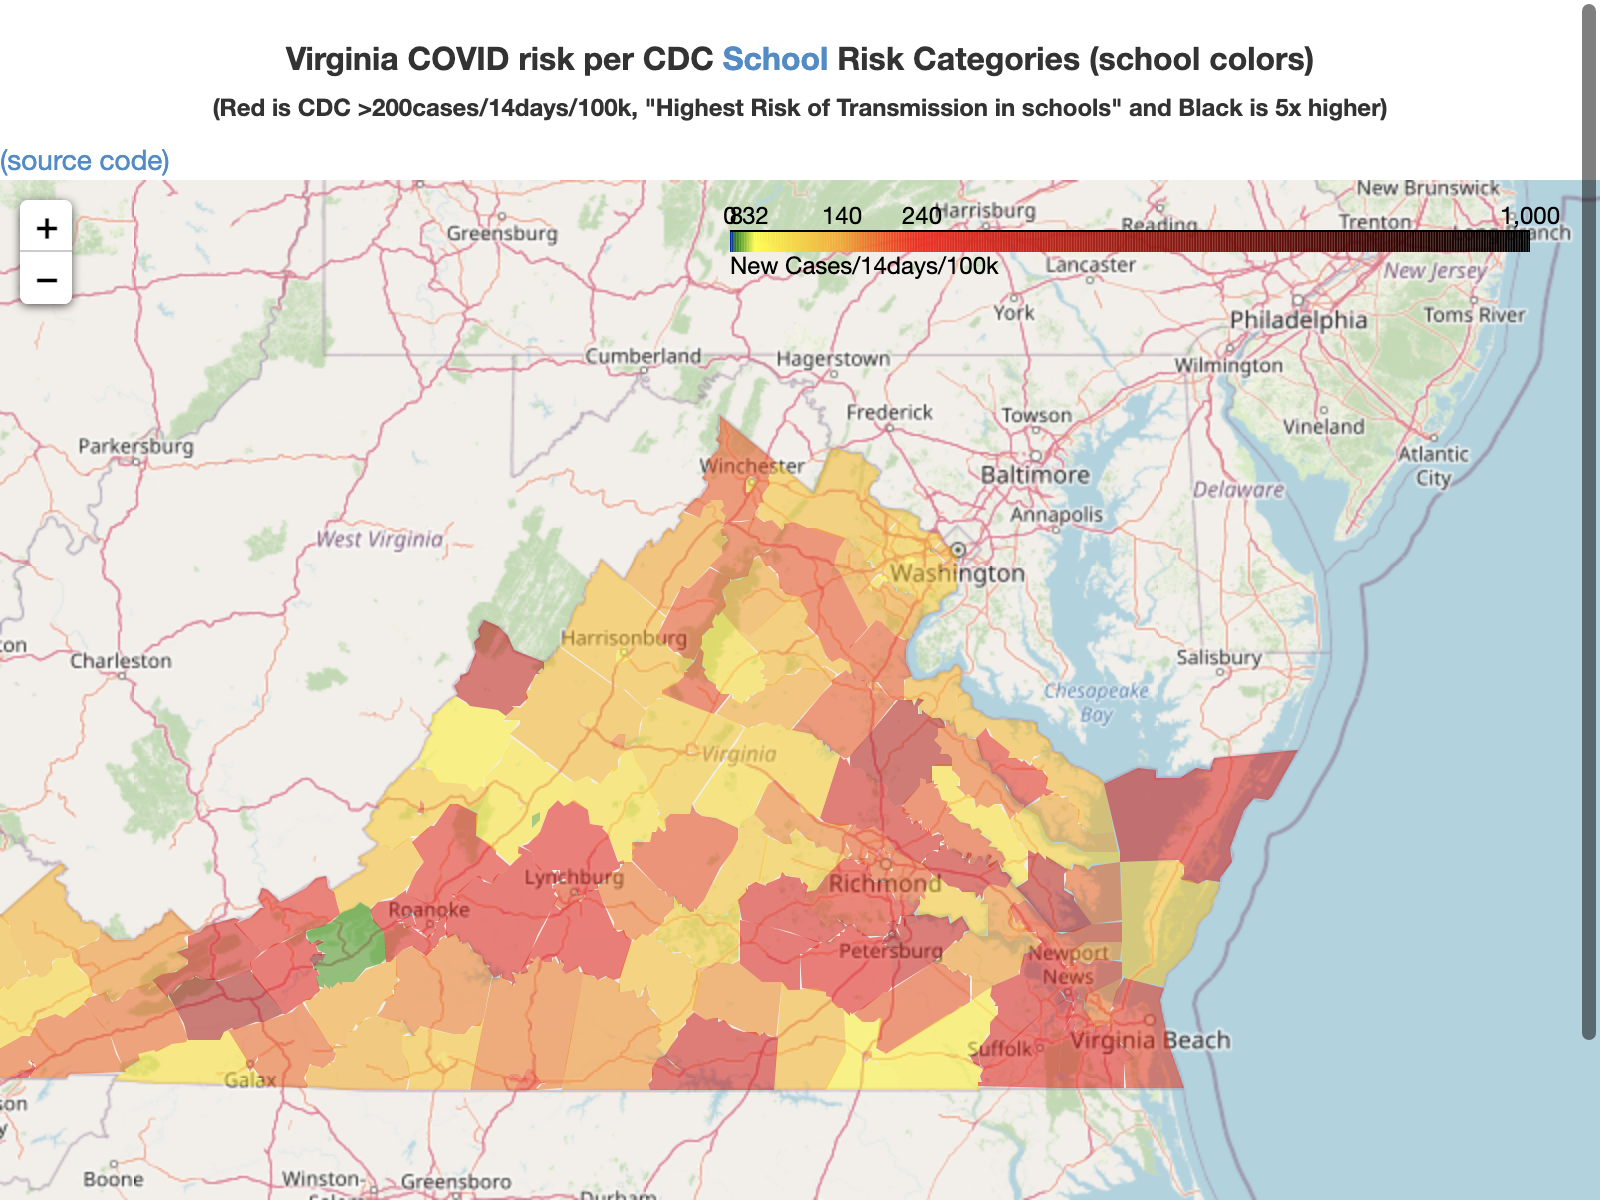 Virginia COVID risk per CDC School Risk Categories (school colors)
(Red is CDC >200cases/14days/100k, "Highest Risk of Transmission in schools" and Black is 5x higher)
(source code)
+
−
0 8 32 140 240 1,000
New Cases/14days/100k
New Brunswick
Harrisburg
Reading
Trenton
Long Branch
Greensburg
Lancaster
New Jersey
York
Philadelphia
Toms River
Cumberland
Hagerstown
Wilmington
Frederick
Towson
Vineland
Parkersburg
Winchester
Baltimore
Atlantic
City
Delaware
Annapolis
West Virginia
Washington
Harrisonburg
Charleston
Salisbury
Chesapeake
Bay
Virginia
Lynchburg
Richmond
Roanoke
Petersburg
Newport
News
Suffolk
Virginia Beach
Galax
Boone
Winston-
Salem
Greensboro
Durham